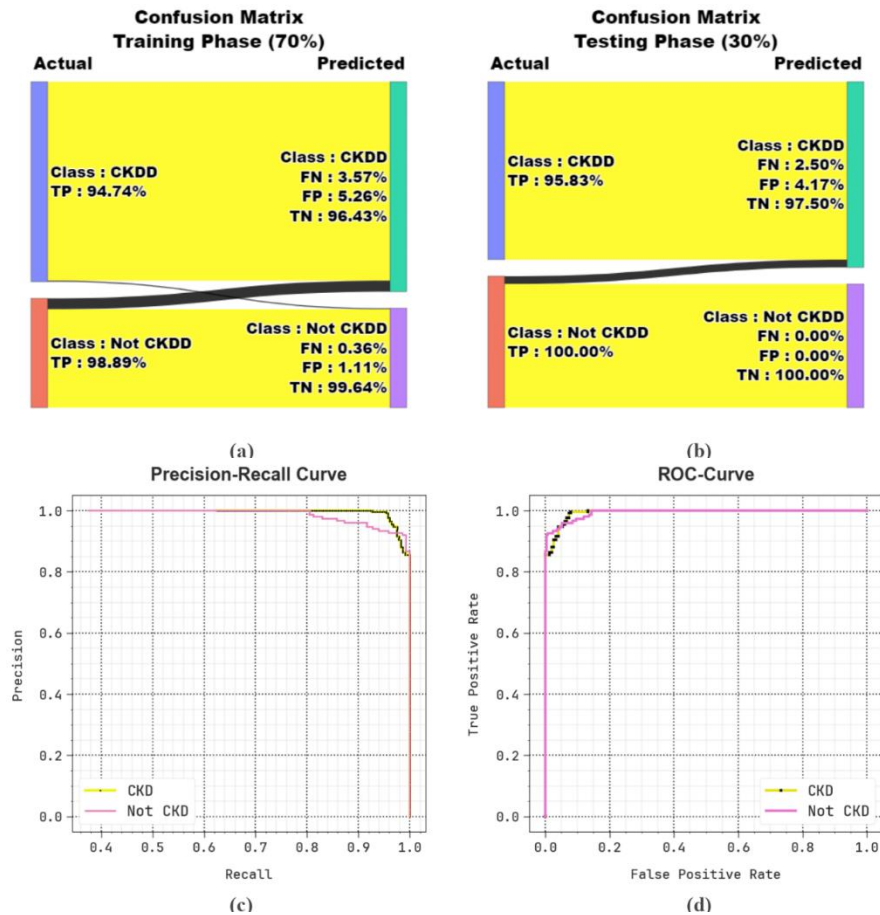 Confusion Matrix
Training Phase (70%)
Actual Predicted
Class : CKDD
TP : 94.74%
Class : CKDD
FN : 3.57%
FP : 5.26%
TN : 96.43%
Class : Not CKDD
TP : 98.89%
Class : Not CKDD
FN : 0.36%
FP : 1.11%
TN : 99.64%
(a)
Confusion Matrix
Testing Phase (30%)
Actual Predicted
Class : CKDD
TP : 95.83%
Class : CKDD
FN : 2.50%
FP : 4.17%
TN : 97.50%
Class : Not CKDD
TP : 100.00%
Class : Not CKDD
FN : 0.00%
FP : 0.00%
TN : 100.00%
(b)
Precision-Recall Curve
Precision
1.0
0.8
0.6
0.4
0.2
0.0
CKD
Not CKD
0.4 0.5 0.6 0.7 0.8 0.9 1.0
Recall
(c)
ROC-Curve
True Positive Rate
1.0
0.8
0.6
0.4
0.2
0.0
CKD
Not CKD
0.0 0.2 0.4 0.6 0.8 1.0
False Positive Rate
(d)